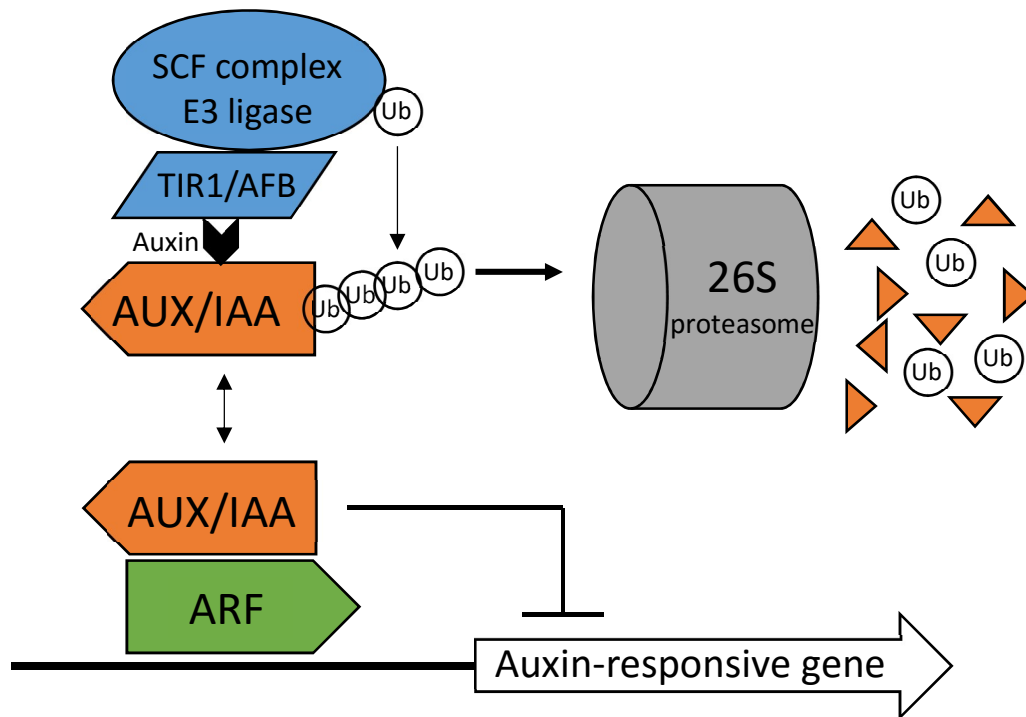 SCF complex
E3 ligase
Ub
TIR1/AFB
Auxin
AUX/IAA
Ub
Ub
Ub
Ub
26S
proteasome
Ub
Ub
Ub
Ub
AUX/IAA
ARF
Auxin-responsive gene